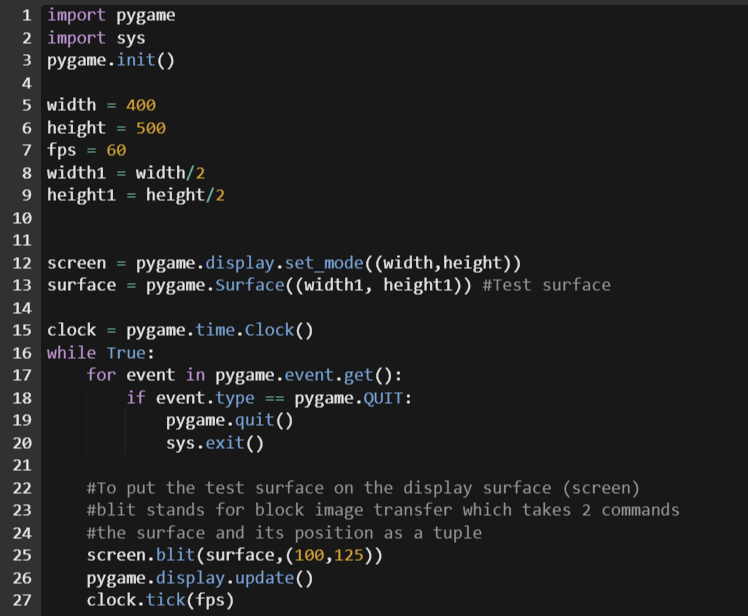 1 import pygame
2 import sys
3 pygame.init()
4
5 width = 400
6 height = 500
7 fps = 60
8 width1 = width/2
9 height1 = height/2
10
11
12 screen = pygame.display.set_mode((width,height))
13 surface = pygame.Surface((width1, height1)) #Test surface
14
15 clock = pygame.time.Clock()
16 while True:
17     for event in pygame.event.get():
18         if event.type == pygame.QUIT:
19             pygame.quit()
20             sys.exit()
21
22     #To put the test surface on the display surface (screen)
23     #blit stands for block image transfer which takes 2 commands
24     #the surface and its position as a tuple
25     screen.blit(surface,(100,125))
26     pygame.display.update()
27     clock.tick(fps)